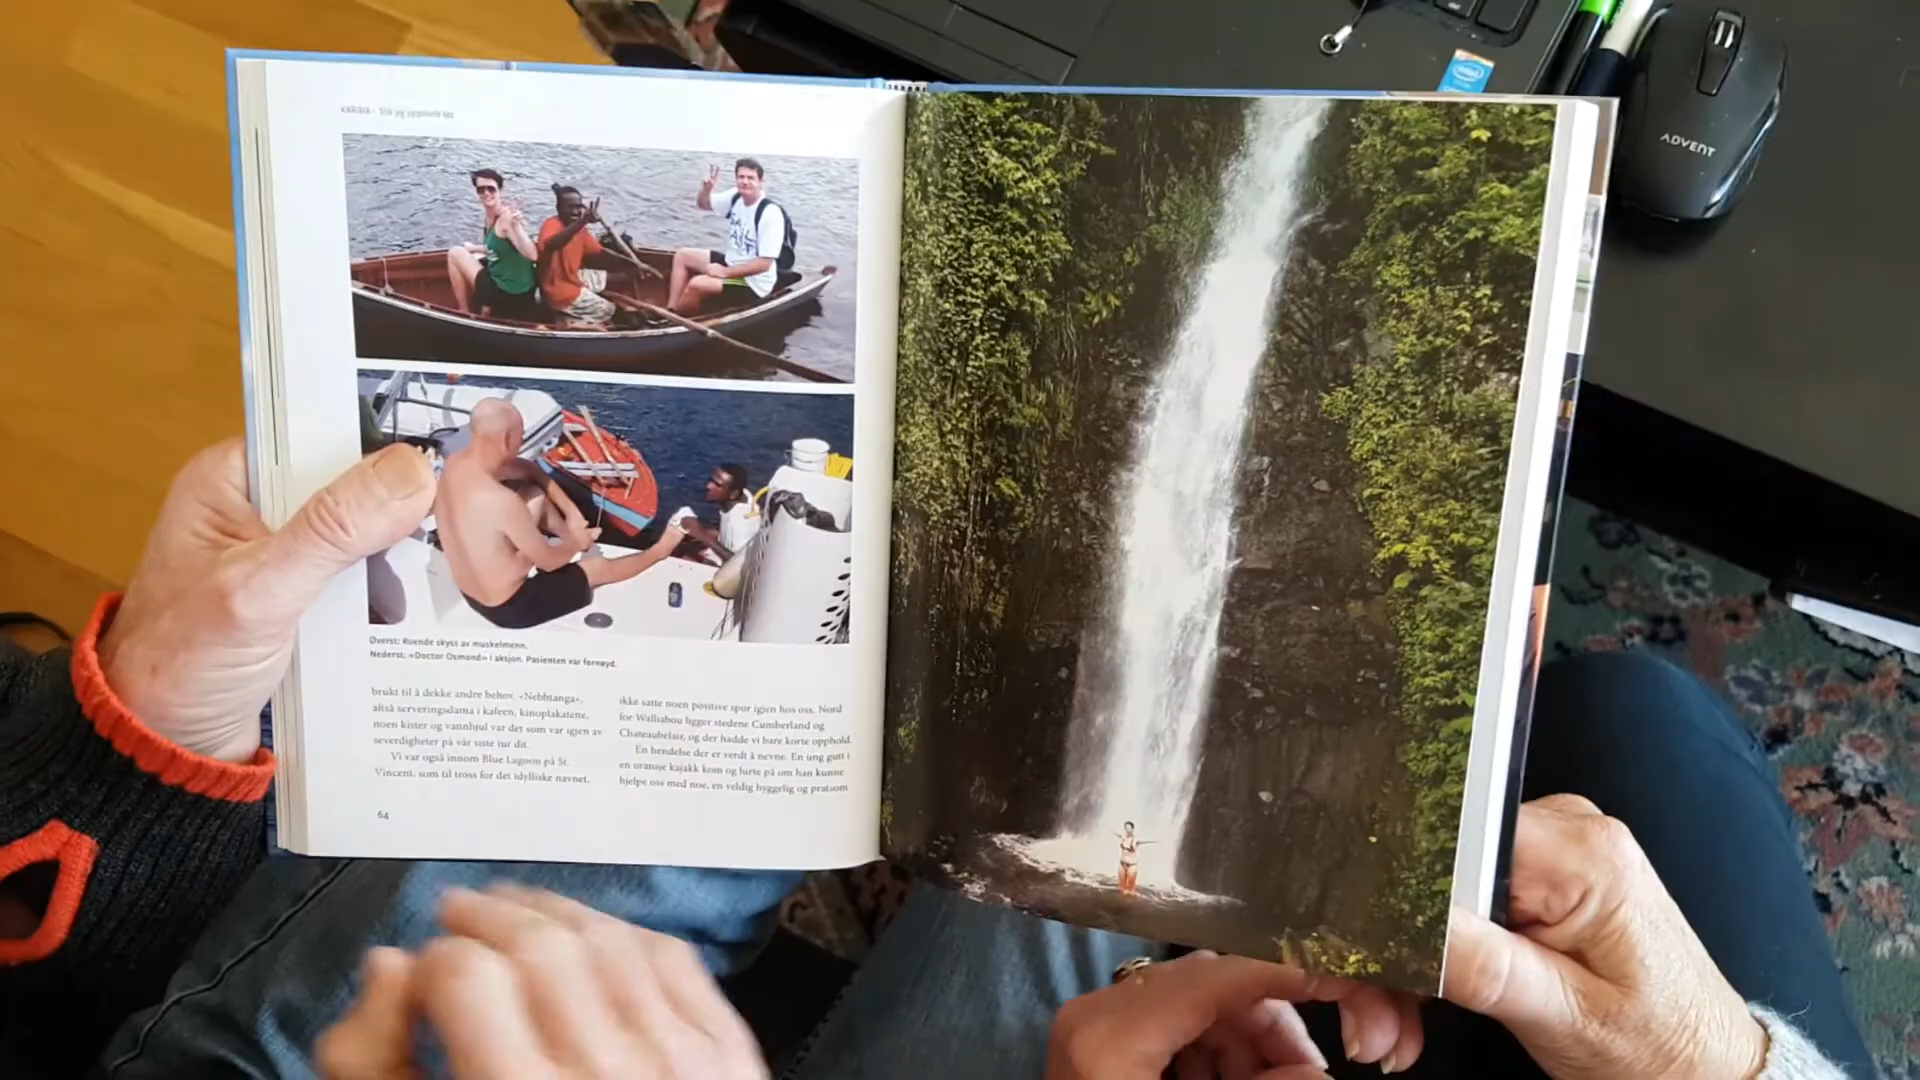 KARIBIA –
Øverst: Roende skyss av muskelmenn.
Nederst: «Doctor Osmond» i aksjon. Pasienten var fornøyd.
brukt til å dekke andre behov. «Nebbtanga»,
altså serveringsdama i kafeen, kinoplakatene,
noen kister og vannhjul var det som var igjen av
severdigheter på vår siste tur dit.
Vi var også innom Blue Lagoon på St.
Vincent, som til tross for det idylliske navnet,
ikke satte noen positive spor igjen hos oss. Nord
for Walliabou ligger stedene Cumberland og
Chateaubelair, og der hadde vi bare korte opphold.
En hendelse der er verdt å nevne. En ung gutt i
en oransje kajakk kom og lurte på om han kunne
hjelpe oss med noe, en veldig hyggelig og pratsom
64
intel
ADVENT